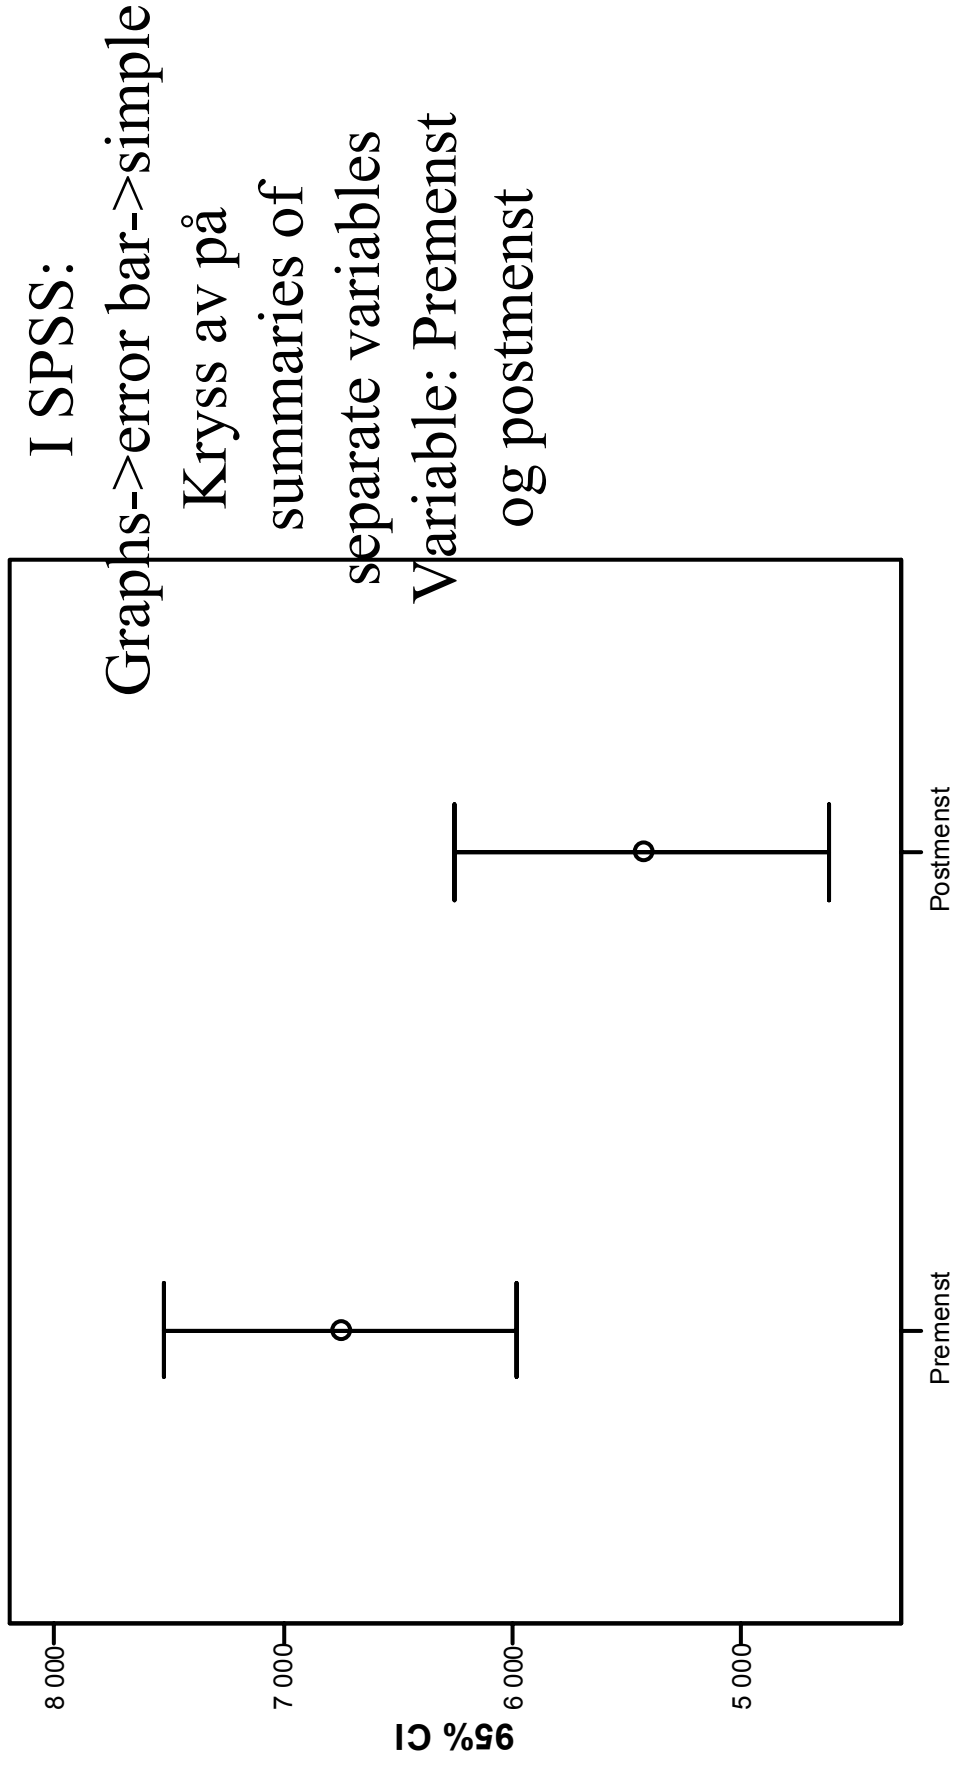 I SPSS:
Graphs->error bar->simple
Kryss av på
summaries of
separate variables
Variable: Premenst
og postmenst
95% CI
8 000
7 000
6 000
5 000
Premenst
Postmenst